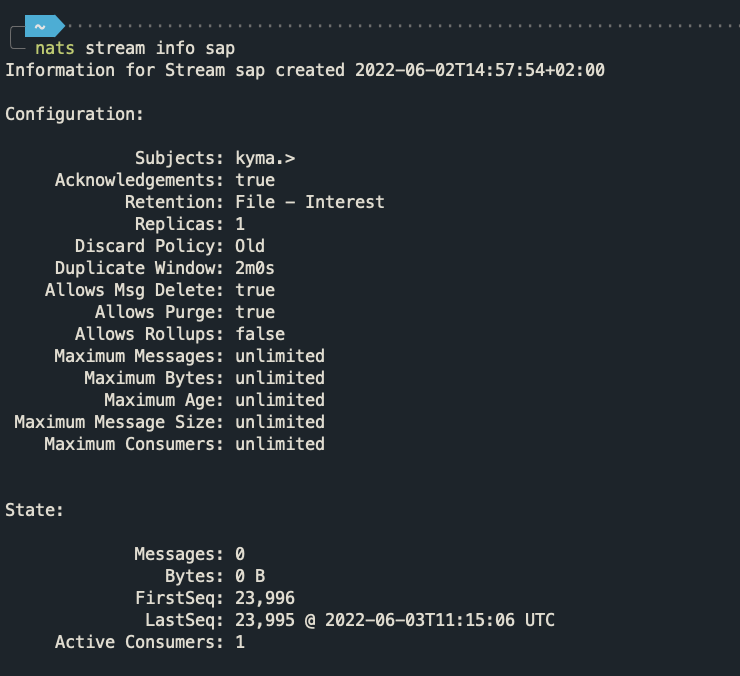 ~
nats stream info sap
Information for Stream sap created 2022-06-02T14:57:54+02:00
Configuration:
Subjects: kyma.>
Acknowledgements: true
Retention: File - Interest
Replicas: 1
Discard Policy: Old
Duplicate Window: 2m0s
Allows Msg Delete: true
Allows Purge: true
Allows Rollups: false
Maximum Messages: unlimited
Maximum Bytes: unlimited
Maximum Age: unlimited
Maximum Message Size: unlimited
Maximum Consumers: unlimited
State:
Messages: 0
Bytes: 0 B
FirstSeq: 23,996
LastSeq: 23,995 @ 2022-06-03T11:15:06 UTC
Active Consumers: 1